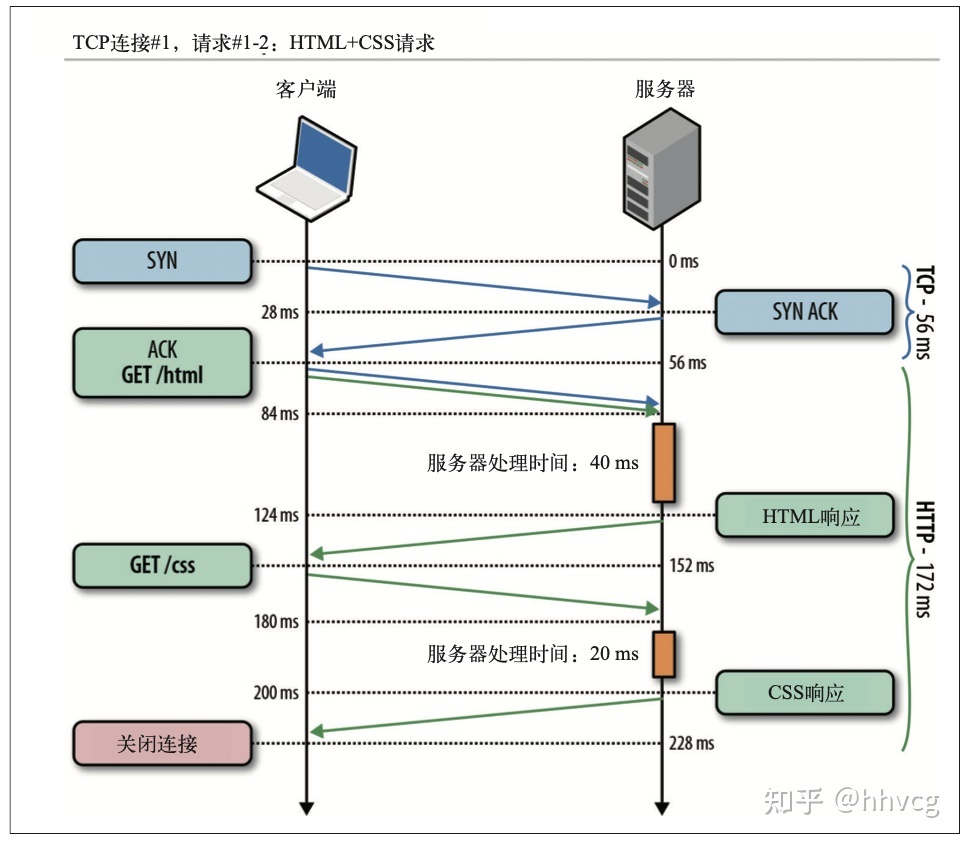 TCP连接#1，请求#1-2：HTML+CSS请求
客户端
服务器
SYN
0 ms
28 ms
SYN ACK
TCP - 56 ms
ACK
GET /html
56 ms
84 ms
服务器处理时间：40 ms
124 ms
HTML响应
HTTP - 172 ms
GET /css
152 ms
180 ms
服务器处理时间：20 ms
200 ms
CSS响应
关闭连接
228 ms
知乎 @hhvcg